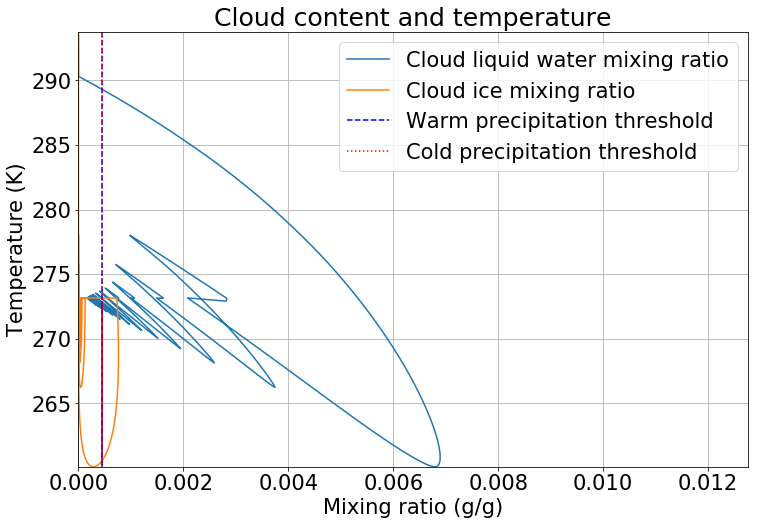 Cloud content and temperature
Cloud liquid water mixing ratio
Cloud ice mixing ratio
Warm precipitation threshold
Cold precipitation threshold
Temperature (K)
290
285
280
275
270
265
0.000 0.002 0.004 0.006 0.008 0.010 0.012
Mixing ratio (g/g)